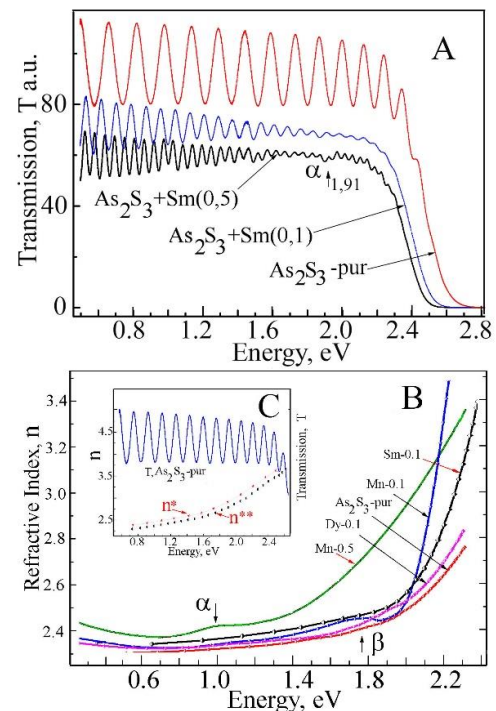 A
Transmission, T a.u.
80
40
0
α
1,91
As2S3+Sm(0,5)
As2S3+Sm(0,1)
As2S3-pur
0.8 1.2 1.6 2.0 2.4 2.8
Energy, eV
B
Refractive Index, n
3.4
3.2
3.0
2.8
2.6
2.4
C
n
5.0
4.5
4.0
3.5
3.0
2.5
T, As2S3-pur
n*
n**
Transmission, T
1.0 1.5 2.0 2.5
Energy, eV
Sm-0.1
Mn-0.1
As2S3-pur
Dy-0.1
Mn-0.5
α
β
0.6 1.0 1.4 1.8 2.2
Energy, eV